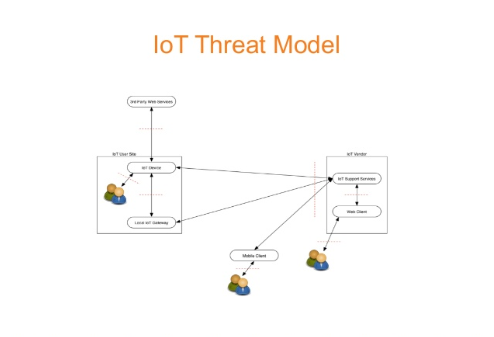 IoT Threat Model
3rd Party Web Services
IoT User Site
IoT Vendor
IoT Device
IoT Support Services
Web Client
Local IoT Gateway
Mobile Client